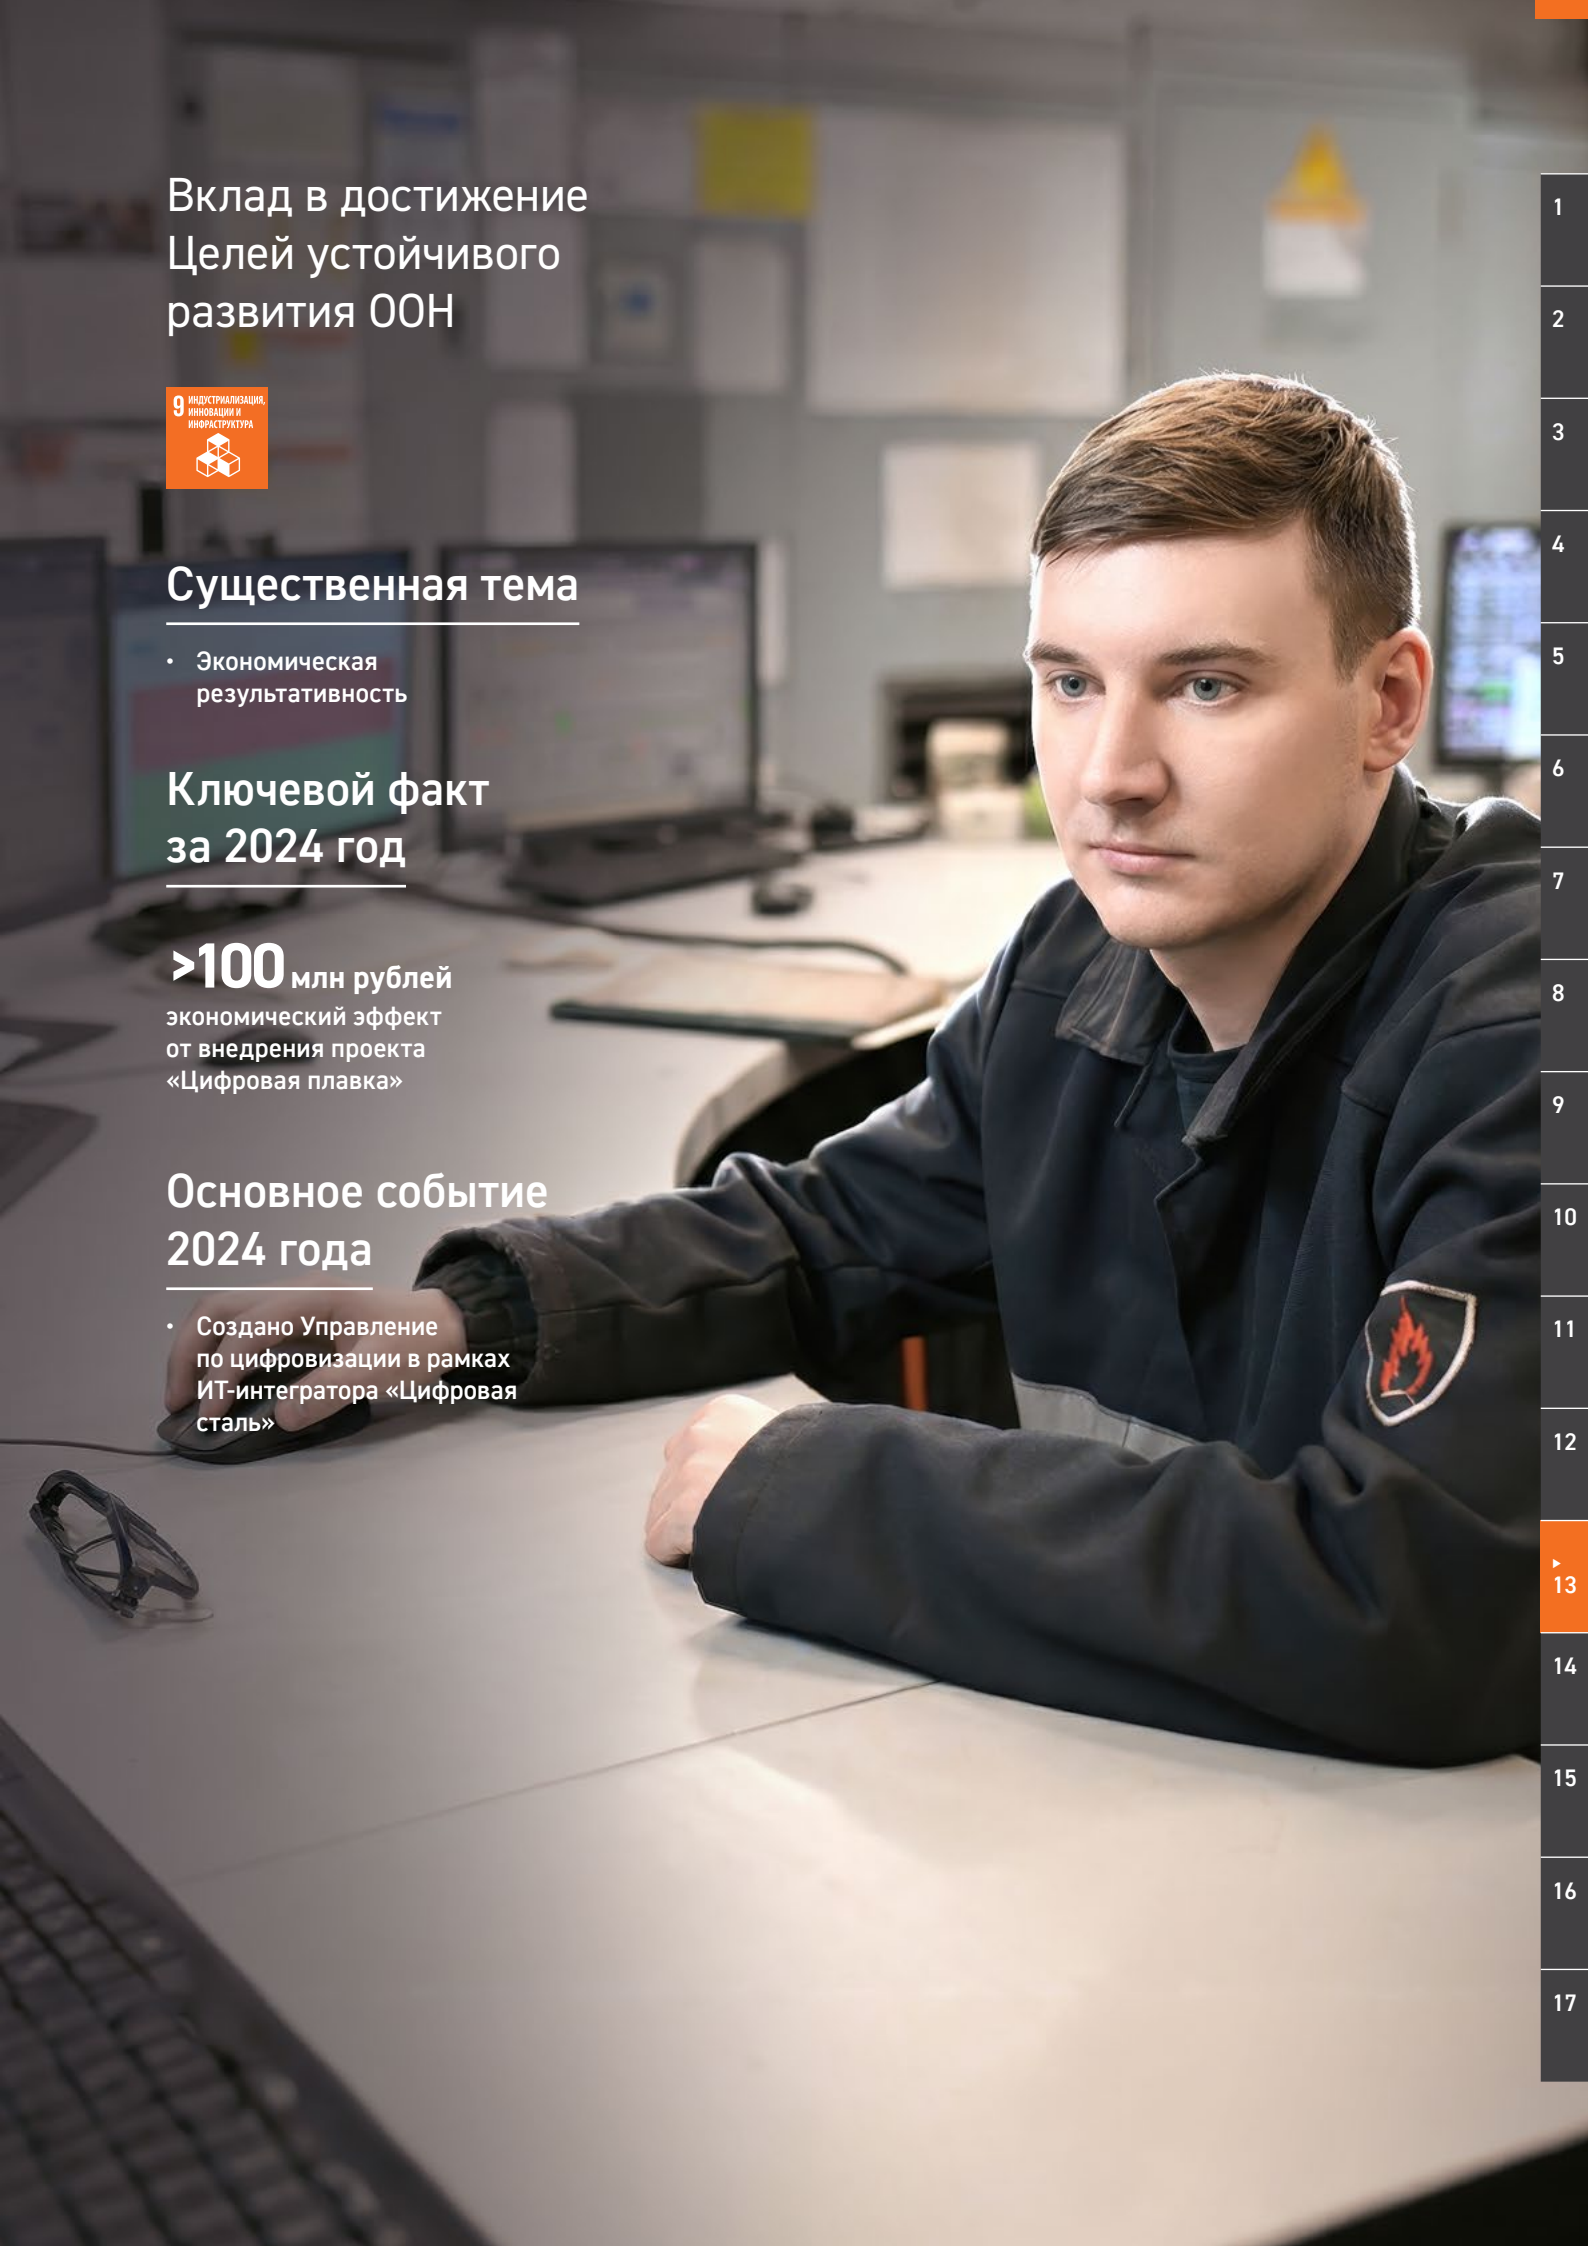 Вклад в достижение
Целей устойчивого
развития ООН
9 ИНДУСТРИАЛИЗАЦИЯ,
ИННОВАЦИИ И
ИНФРАСТРУКТУРА
Существенная тема
• Экономическая
результативность
Ключевой факт
за 2024 год
>100 млн рублей
экономический эффект
от внедрения проекта
«Цифровая плавка»
Основное событие
2024 года
• Создано Управление
по цифровизации в рамках
ИТ-интегратора «Цифровая
сталь»
1
2
3
4
5
6
7
8
9
10
11
12
13
14
15
16
17